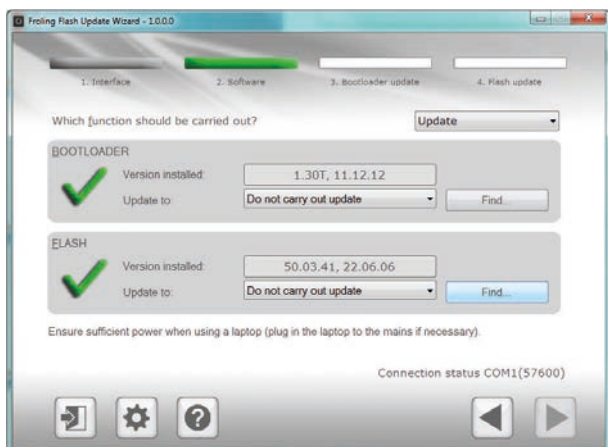 Froling Flash Update Wizard - 1.0.0.0
1. Interface 2. Software 3. Bootloader update 4. Flash update
Which function should be carried out? Update
BOOTLOADER
Version installed: 1.30T, 11.12.12
Update to: Do not carry out update Find...
FLASH
Version installed: 50.03.41, 22.06.06
Update to: Do not carry out update Find...
Ensure sufficient power when using a laptop (plug in the laptop to the mains if necessary).
Connection status COM1(57600)
?